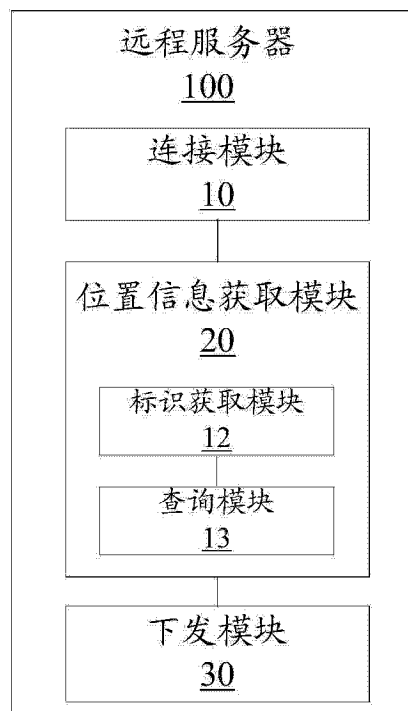 远程服务器
100
连接模块
10
位置信息获取模块
20
标识获取模块
12
查询模块
13
下发模块
30